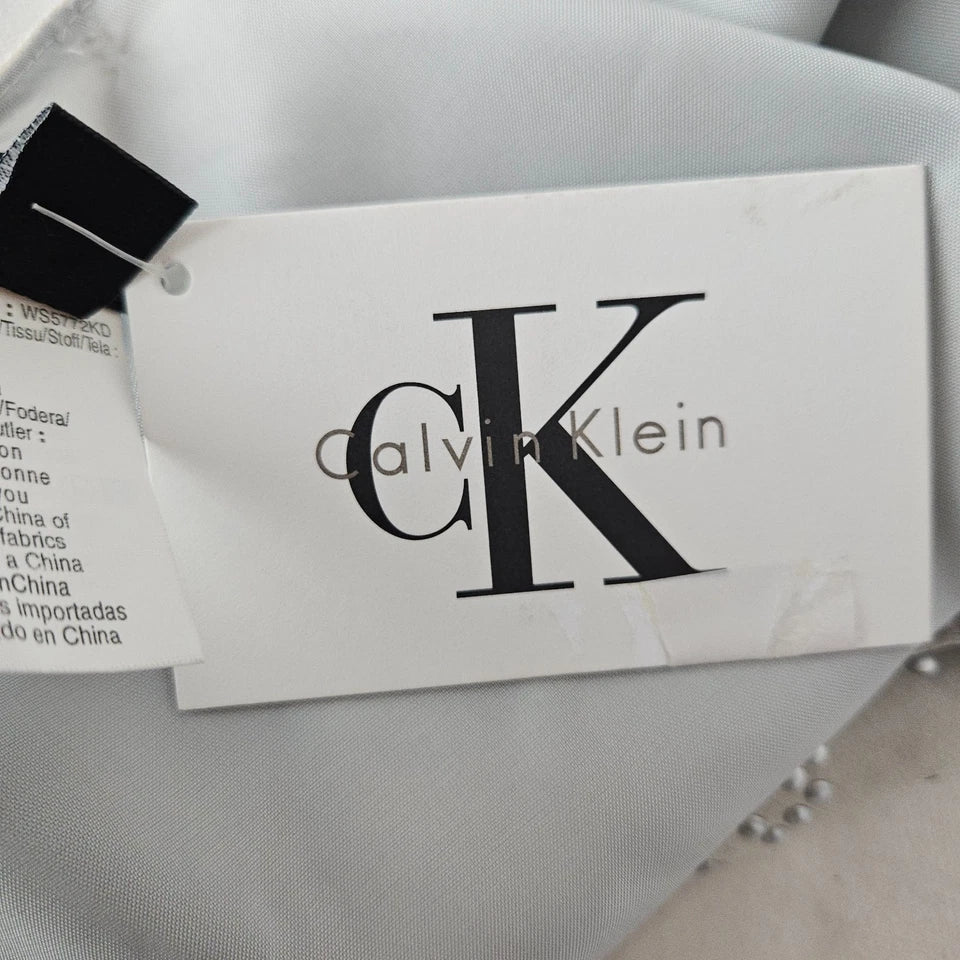 : WS5772KD
/Tissu/Stoff/Tela :
/Fodera/
utler :
on
onne
you
China of
fabrics
a China
nChina
s importadas
do en China
CK
Calvin Klein